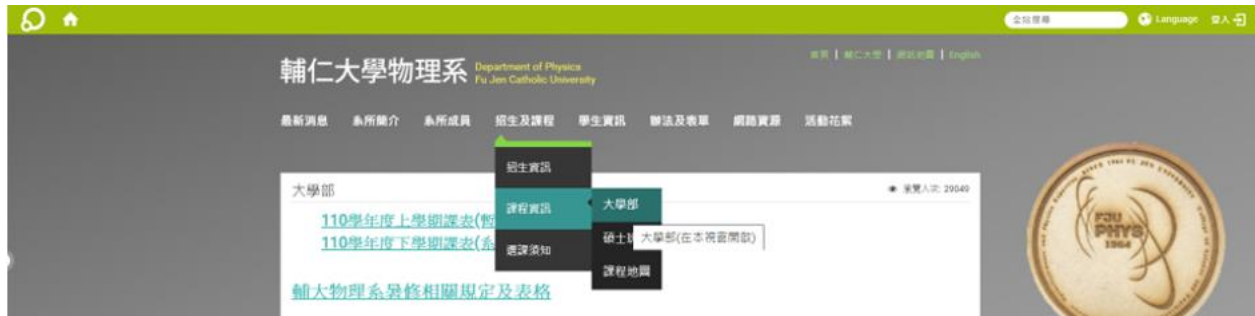 全站搜尋 Language 登入
首頁 | 輔仁大學 | 網站地圖 | English
輔仁大學物理系 Department of Physics
Fu Jen Catholic University
最新消息 系所簡介 系所成員 招生及課程 學生資訊 辦法及表單 網路資源 活動花絮
招生資訊
大學部
瀏覽人次: 29049
課程資訊 大學部
110學年度上學期課表(暫
110學年度下學期課表(系
選課須知
碩士班
大學部(在本視窗開啟)
課程地圖
輔大物理系暑修相關規定及表格
FJU
PHYS
1964